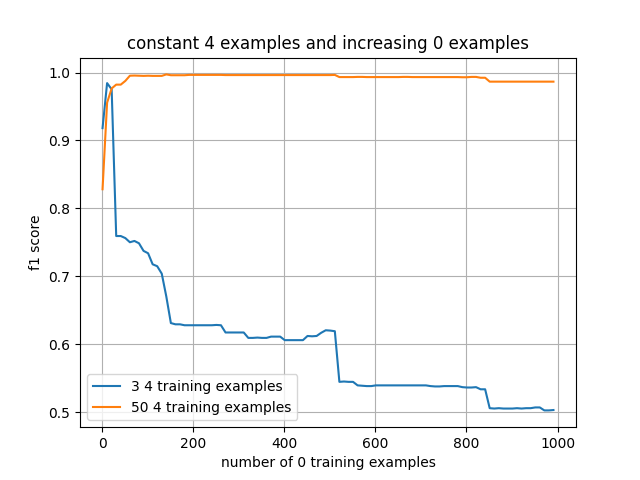 constant 4 examples and increasing 0 examples
f1 score
1.0
0.9
0.8
0.7
0.6
0.5
3 4 training examples
50 4 training examples
0 200 400 600 800 1000
number of 0 training examples